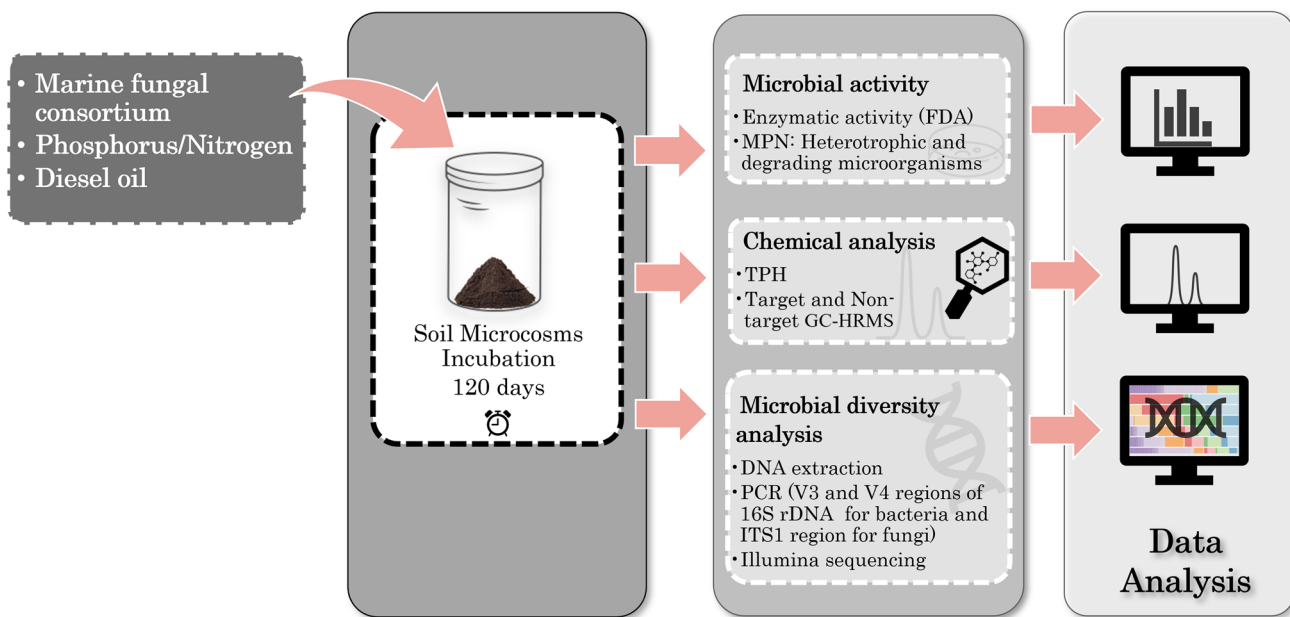 • Marine fungal
consortium
• Phosphorus/Nitrogen
• Diesel oil
Soil Microcosms
Incubation
120 days
Microbial activity
• Enzymatic activity (FDA)
• MPN: Heterotrophic and
degrading microorganisms
Chemical analysis
• TPH
• Target and Non-
target GC-HRMS
Microbial diversity
analysis
• DNA extraction
• PCR (V3 and V4 regions of
16S rDNA for bacteria and
ITS1 region for fungi)
• Illumina sequencing
Data
Analysis